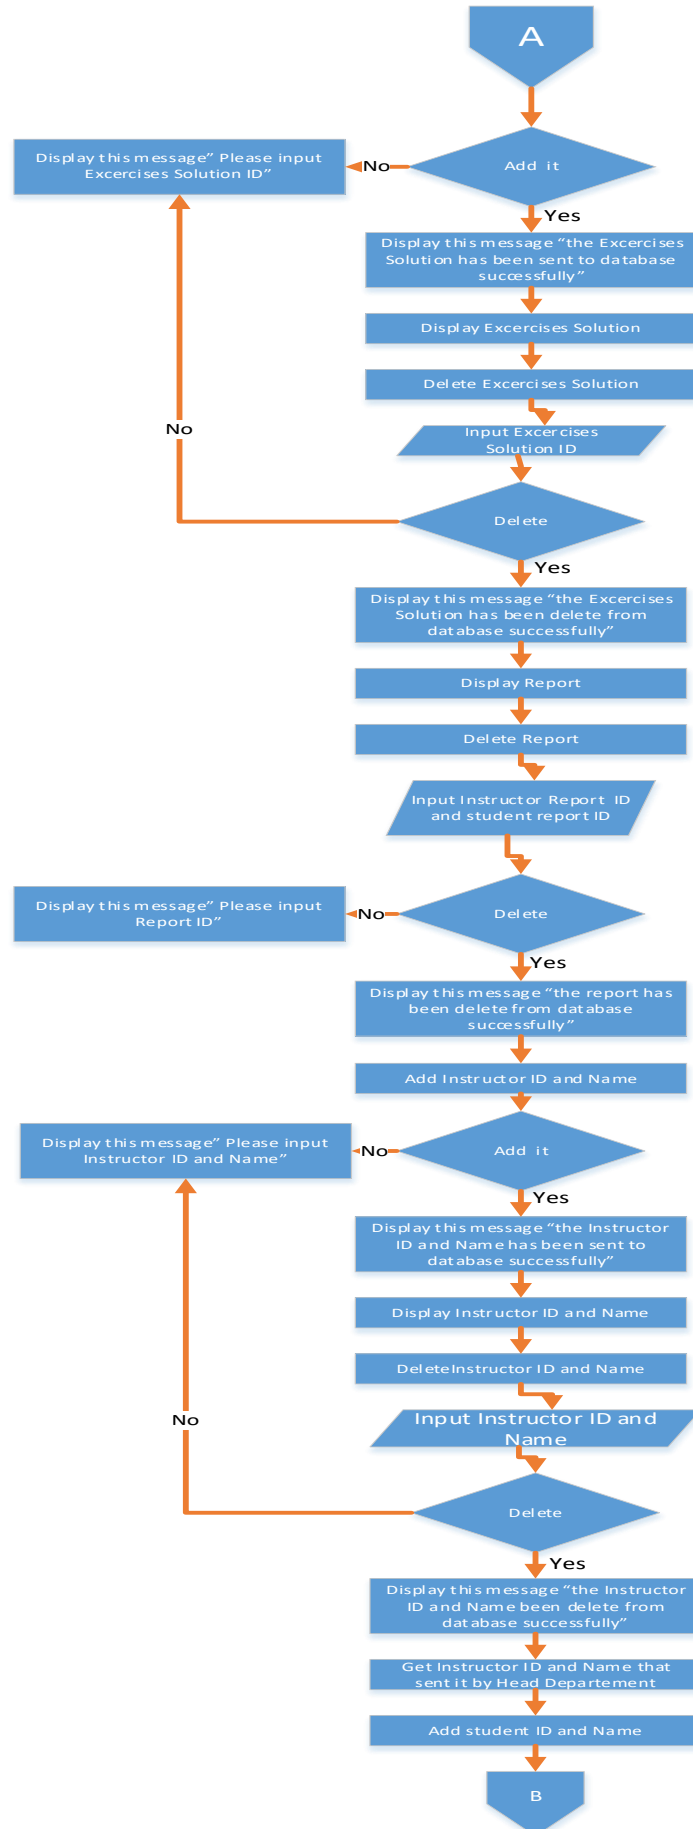 A
Add it
No
Display this message” Please input
Excercises Solution ID”
Yes
Display this message “the Excercises
Solution has been sent to database
successfully”
Display Excercises Solution
Delete Excercises Solution
Input Excercises
Solution ID
No
Delete
Yes
Display this message “the Excercises
Solution has been delete from
database successfully”
Display Report
Delete Report
Input Instructor Report ID
and student report ID
Delete
No
Display this message” Please input
Report ID”
Yes
Display this message “the report has
been delete from database
successfully”
Add Instructor ID and Name
Add it
No
Display this message” Please input
Instructor ID and Name”
Yes
Display this message “the Instructor
ID and Name has been sent to
database successfully”
Display Instructor ID and Name
DeleteInstructor ID and Name
Input Instructor ID and
Name
No
Delete
Yes
Display this message “the Instructor
ID and Name been delete from
database successfully”
Get Instructor ID and Name that
sent it by Head Departement
Add student ID and Name
B